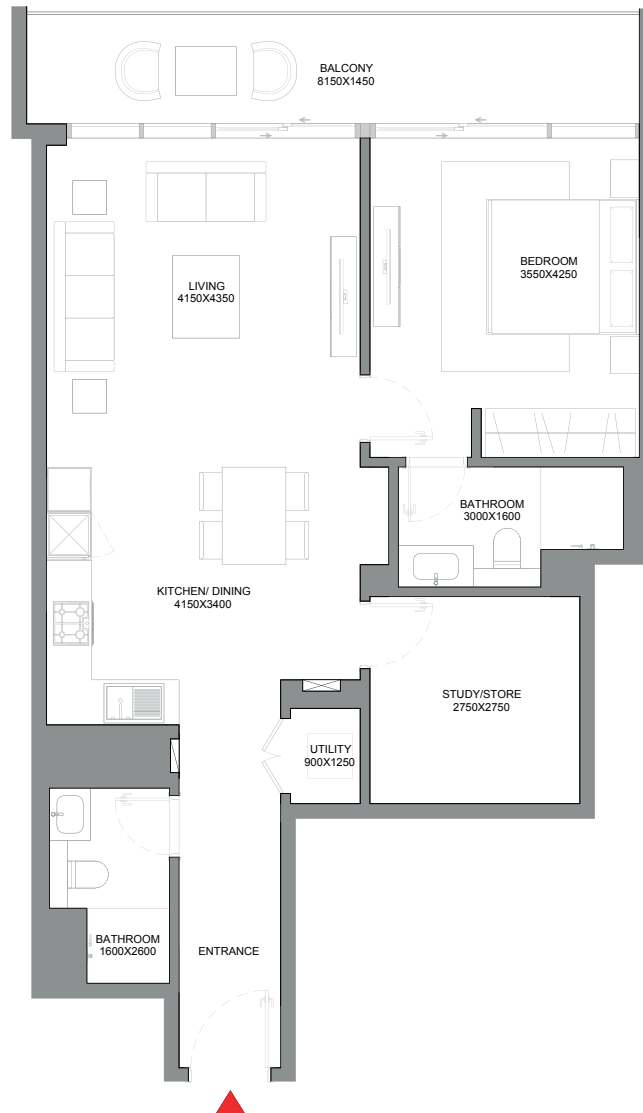 BALCONY
8150X1450
LIVING
4150X4350
BEDROOM
3550X4250
BATHROOM
3000X1600
KITCHEN/ DINING
4150X3400
STUDY/STORE
2750X2750
UTILITY
900X1250
BATHROOM
1600X2600
ENTRANCE